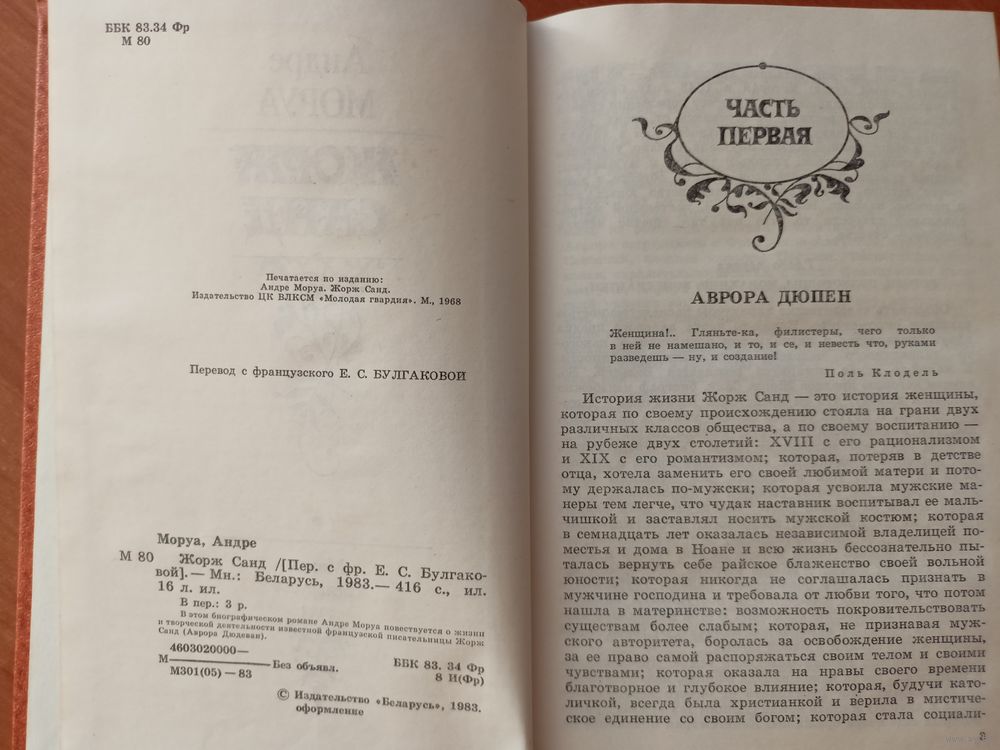 ББК 83.34 Фр
М 80
Печатается по изданию:
Андре Моруа. Жорж Санд.
Издательство ЦК ВЛКСМ «Молодая гвардия». М., 1968
Перевод с французского Е. С. БУЛГАКОВОЙ
Моруа, Андре
М 80 Жорж Санд /[Пер. с фр. Е. С. Булгако-
вой].— Мн.: Беларусь, 1983.— 416 с., ил.
16 л. ил.
В пер.: 3 р.
В этом биографическом романе Андре Моруа повествуется о жизни
и творческой деятельности известной французской писательницы Жорж
Санд (Аврора Дюдеван).
4603020000—
М——————Без объявл.
М301(05)—83
ББК 83. 34 Фр
8 И(Фр)
© Издательство «Беларусь», 1983.
оформление
ЧАСТЬ
ПЕРВАЯ
АВРОРА ДЮПЕН
Женщина!.. Гляньте-ка, филистеры, чего только
в ней не намешано, и то, и се, и невесть что, руками
разведешь — ну, и создание!
Поль Клодель
История жизни Жорж Санд — это история женщины,
которая по своему происхождению стояла на грани двух
различных классов общества, а по своему воспитанию —
на рубеже двух столетий: XVIII с его рационализмом
и XIX с его романтизмом; которая, потеряв в детстве
отца, хотела заменить его своей любимой матери и пото-
му держалась по-мужски; которая усвоила мужские ма-
неры тем легче, что чудак наставник воспитывал ее маль-
чишкой и заставлял носить мужской костюм; которая
в семнадцать лет оказалась независимой владелицей по-
местья и дома в Ноане и всю жизнь бессознательно пы-
талась вернуть себе райское блаженство своей вольной
юности; которая никогда не соглашалась признать в
мужчине господина и требовала от любви того, что потом
нашла в материнстве: возможность покровительствовать
существам более слабым; которая, не признавая муж-
ского авторитета, боролась за освобождение женщины,
за ее право самой распоряжаться своим телом и своими
чувствами; которая оказала на нравы своего времени
благотворное и глубокое влияние; которая, будучи като-
личкой, всегда была христианкой и верила в мистиче-
ское единение со своим богом; которая стала социали-
3